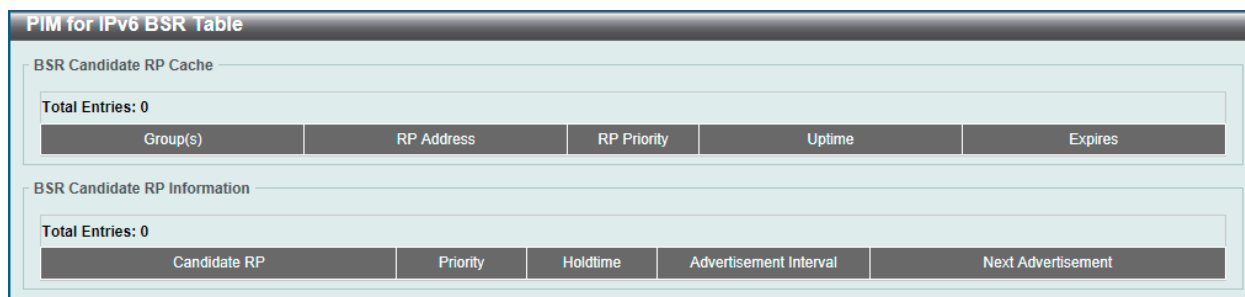 PIM for IPv6 BSR Table
BSR Candidate RP Cache
Total Entries: 0
Group(s) RP Address RP Priority Uptime Expires
BSR Candidate RP Information
Total Entries: 0
Candidate RP Priority Holdtime Advertisement Interval Next Advertisement